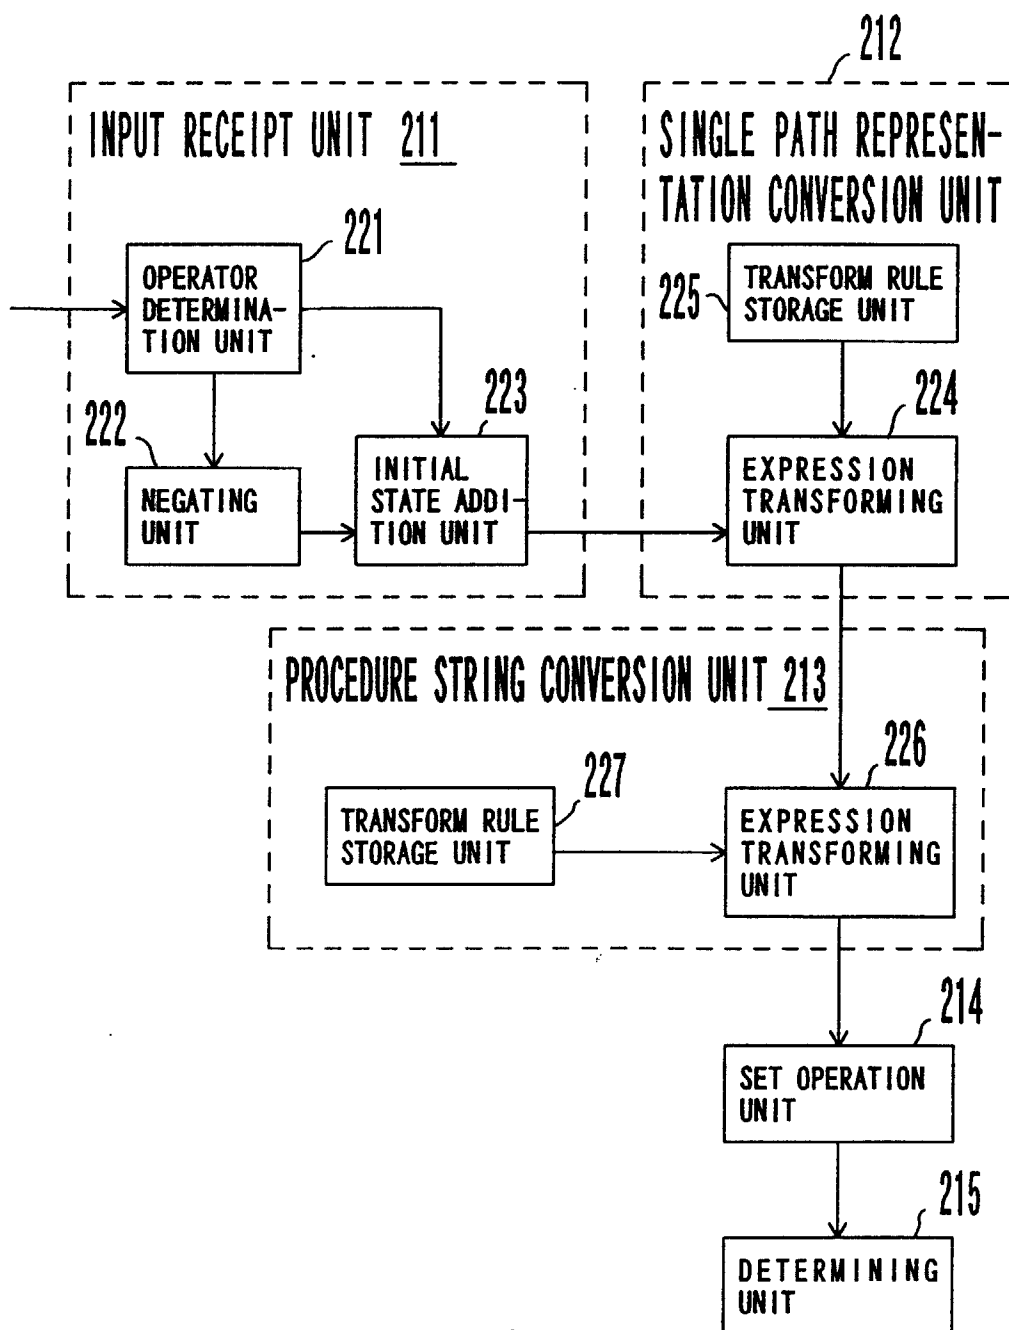 212
INPUT RECEIPT UNIT 211
SINGLE PATH REPRESEN-
TATION CONVERSION UNIT
221
OPERATOR
DETERMINA-
TION UNIT
225
TRANSFORM RULE
STORAGE UNIT
222
NEGATING
UNIT
223
INITIAL
STATE ADDI-
TION UNIT
224
EXPRESSION
TRANSFORMING
UNIT
PROCEDURE STRING CONVERSION UNIT 213
227
TRANSFORM RULE
STORAGE UNIT
226
EXPRESSION
TRANSFORMING
UNIT
214
SET OPERATION
UNIT
215
DETERMINING
UNIT